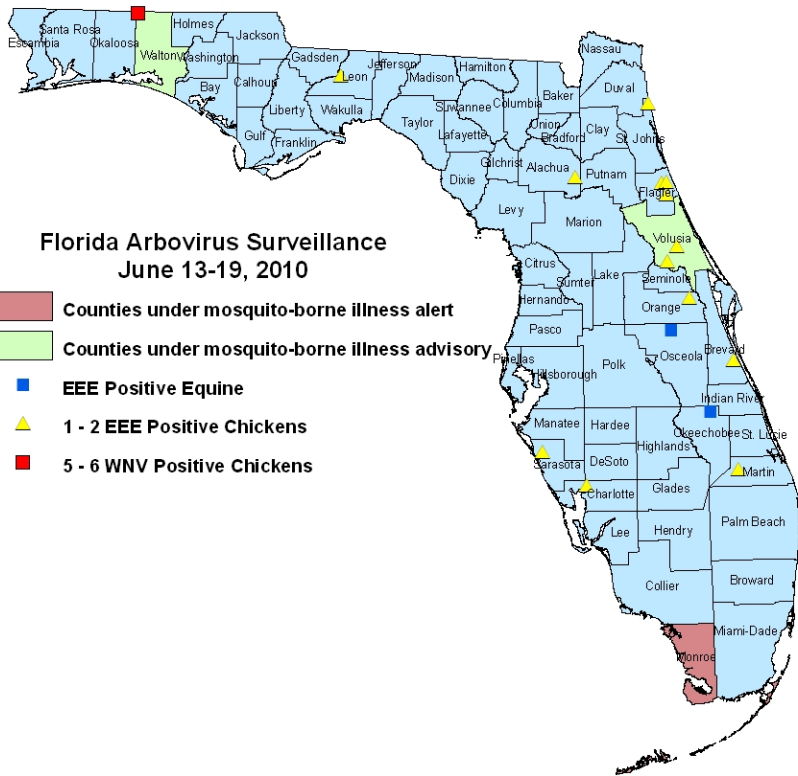 Holmes
Santa Rosa
Jackson
Escambia
Okaloosa
Walton
Washington
Nassau
Gadsden
Jefferson
Hamilton
Leon
Madison
Bay
Calhoun
Baker
Duval
Liberty
Wakulla
Suwannee
Columbia
Taylor
Union
Clay
Gulf
Lafayette
Bradford
St. Johns
Franklin
Gilchrist
Alachua
Putnam
Dixie
Flagler
Levy
Marion
Florida Arbovirus Surveillance
June 13-19, 2010
Volusia
Citrus
Lake
Sumter
Seminole
Hernando
Orange
Counties under mosquito-borne illness alert
Pasco
Counties under mosquito-borne illness advisory
Pinellas
Hillsborough
Polk
Osceola
Brevard
EEE Positive Equine
Indian River
1 - 2 EEE Positive Chickens
Manatee
Hardee
Okeechobee
St. Lucie
Highlands
5 - 6 WNV Positive Chickens
Sarasota
DeSoto
Martin
Charlotte
Glades
Palm Beach
Lee
Hendry
Collier
Broward
Miami-Dade
Monroe